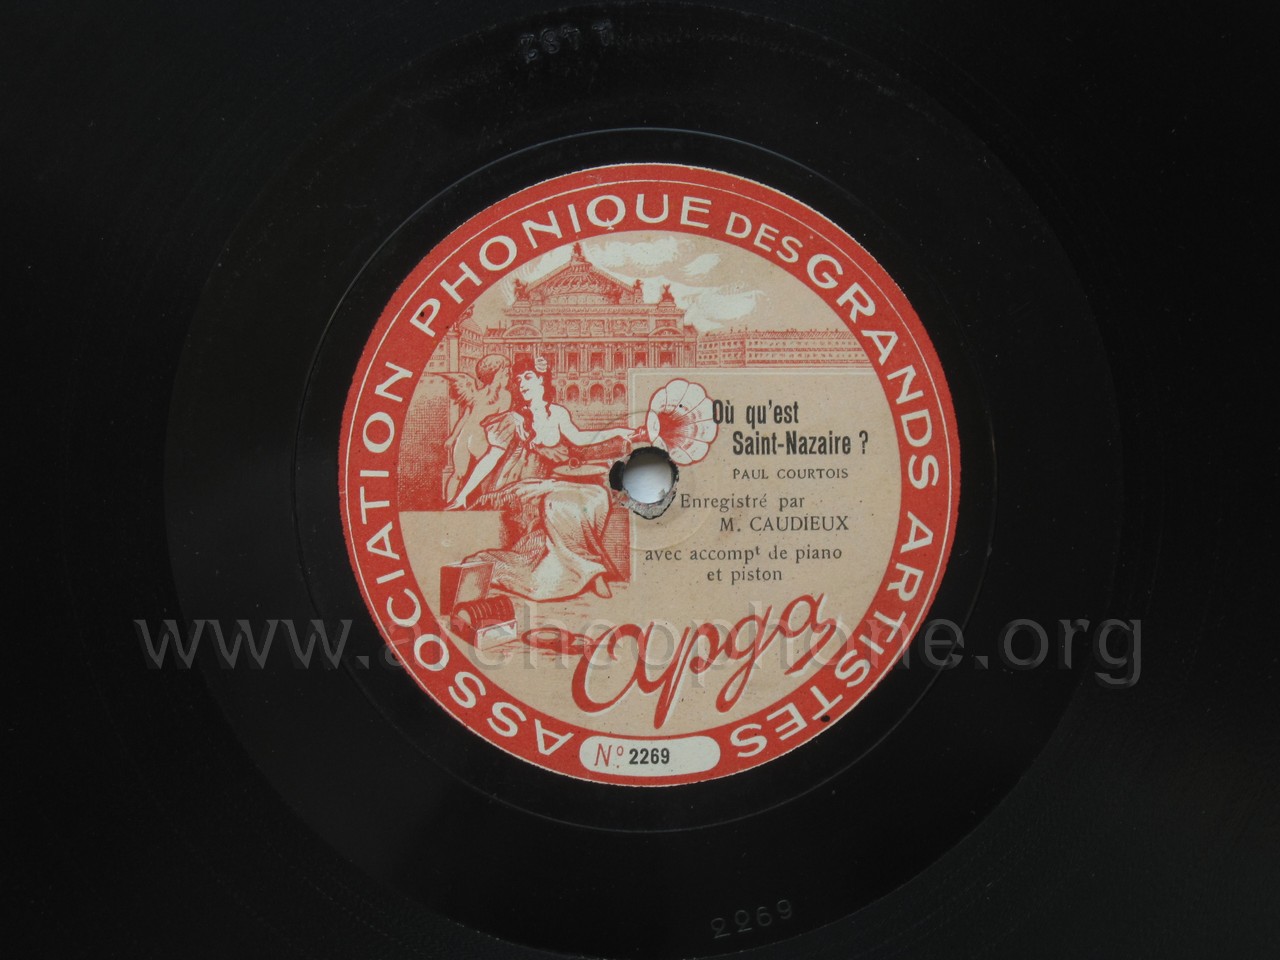 ASSOCIATION PHONIQUE DES GRANDS ARTISTES
Où qu'est
Saint-Nazaire ?
PAUL COURTOIS
Enregistré par
M. CAUDIEUX
avec accompᵗ de piano
et piston
Apga
N.º 2269
www.archeophone.org
2269